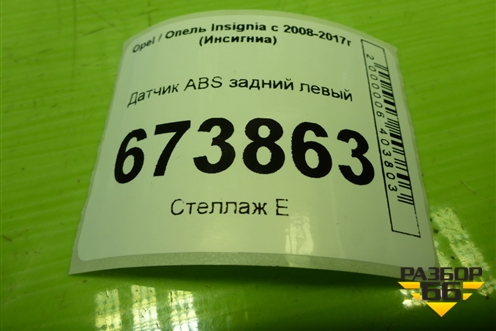 Opel / Опель Insignia с 2008-2017г
(Инсигниа)
Датчик ABS задний левый
673863
Стеллаж Е
2000006403803
РАЗБОР
66